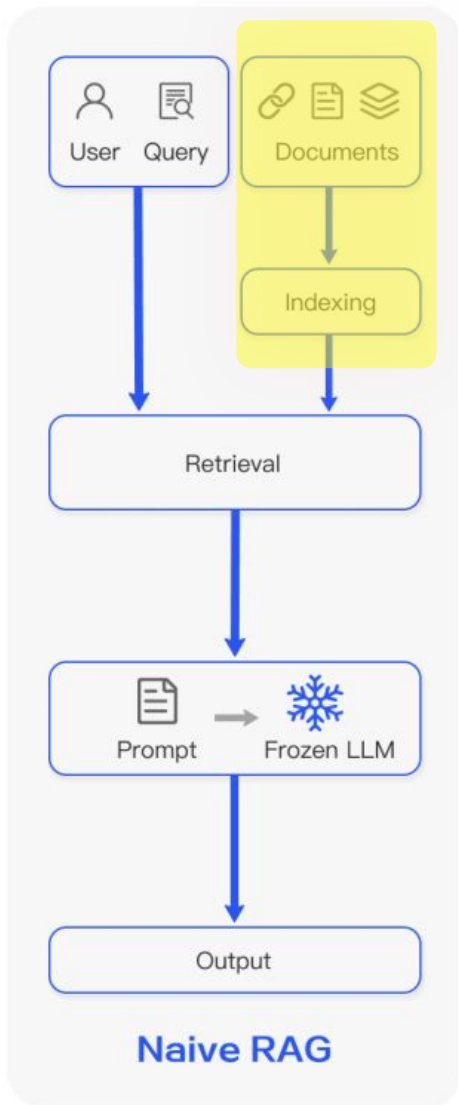 User Query
Documents
Indexing
Retrieval
Prompt Frozen LLM
Output
Naive RAG